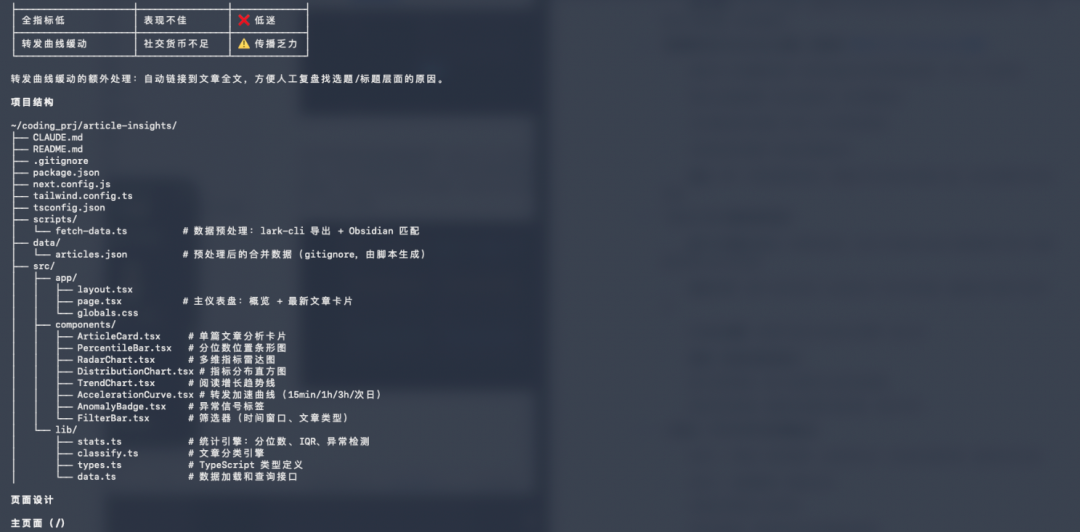 全指标低 表现不佳 ❌ 低迷
转发曲线缓动 社交货币不足 ⚠️ 传播乏力
转发曲线缓动的额外处理：自动链接到文章全文，方便人工复盘找选题/标题层面的原因。
项目结构
~/coding_prj/article-insights/
├── CLAUDE.md
├── README.md
├── .gitignore
├── package.json
├── next.config.js
├── tailwind.config.ts
├── tsconfig.json
├── scripts/
│   └── fetch-data.ts # 数据预处理：lark-cli 导出 + Obsidian 匹配
├── data/
│   └── articles.json # 预处理后的合并数据（gitignore，由脚本生成）
├── src/
│   ├── app/
│   │   ├── layout.tsx
│   │   ├── page.tsx # 主仪表盘：概览 + 最新文章卡片
│   │   └── globals.css
│   ├── components/
│   │   ├── ArticleCard.tsx # 单篇文章分析卡片
│   │   ├── PercentileBar.tsx # 分位数位置条形图
│   │   ├── RadarChart.tsx # 多维指标雷达图
│   │   ├── DistributionChart.tsx # 指标分布直方图
│   │   ├── TrendChart.tsx # 阅读增长趋势线
│   │   ├── AccelerationCurve.tsx # 转发加速曲线（15min/1h/3h/次日）
│   │   ├── AnomalyBadge.tsx # 异常信号标签
│   │   └── FilterBar.tsx # 筛选器（时间窗口、文章类型）
│   └── lib/
│       ├── stats.ts # 统计引擎：分位数、IQR、异常检测
│       ├── classify.ts # 文章分类引擎
│       ├── types.ts # TypeScript 类型定义
│       └── data.ts # 数据加载和查询接口
页面设计
主页面（/）